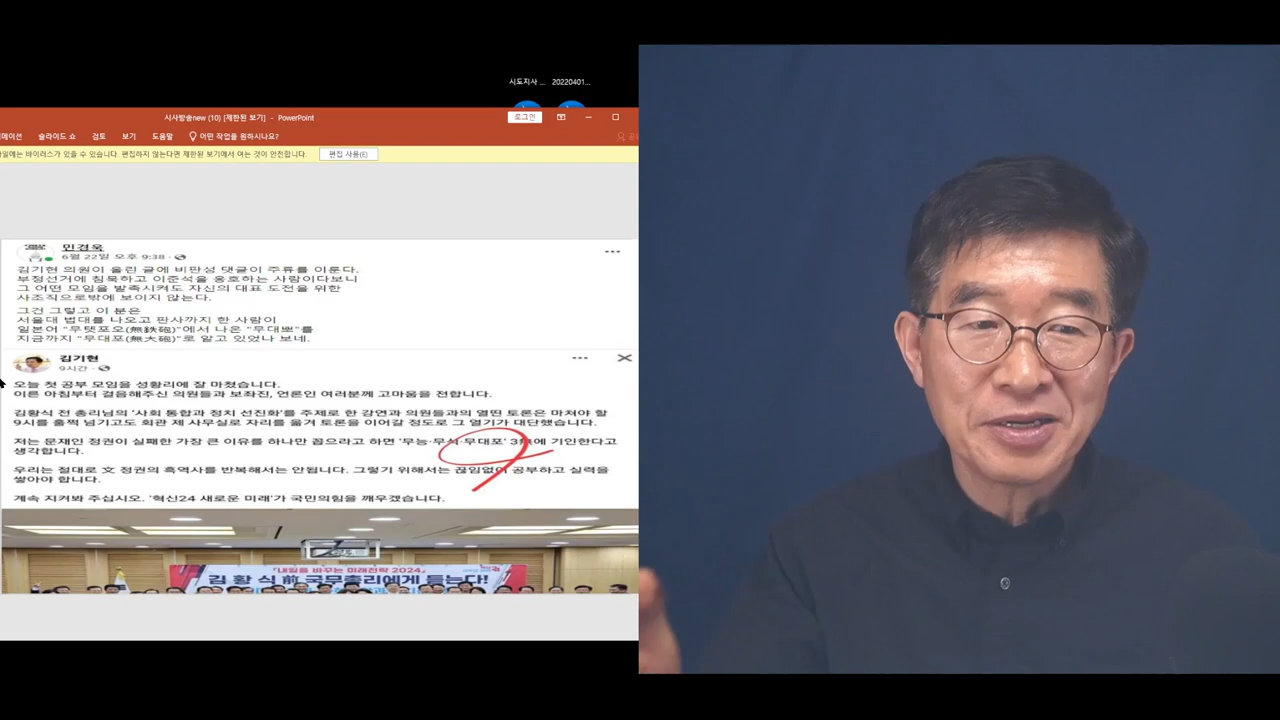 시도지사 ... 20220401...
시사방송new (10) [제한된 보기] - PowerPoint 로그인
메이션 슬라이드 쇼 검토 보기 도움말 어떤 작업을 원하시나요?
일에는 바이러스가 있을 수 있습니다. 편집하지 않는다면 제한된 보기에서 여는 것이 안전합니다. 편집 사용(E)
민경욱
6월 22일 오후 9:38
김기현 의원이 올린 글에 비판성 댓글이 주류를 이룬다.
부정선거에 침묵하고 이준석을 옹호하는 사람이다보니
그 어떤 모임을 발족시켜도 자신의 대표 도전을 위한
사조직으로밖에 보이지 않는다.
그건 그렇고 이 분은
서울대 법대를 나오고 판사까지 한 사람이
일본어 "무텟포오(無鉄砲)"에서 나온 "무대뽀"를
지금까지 "무대포(無大砲)"로 알고 있었나 보네.
김기현
9시간
오늘 첫 공부 모임을 성황리에 잘 마쳤습니다.
이른 아침부터 걸음해주신 의원들과 보좌진, 언론인 여러분께 고마움을 전합니다.
김황식 전 총리님의 '사회 통합과 정치 선진화'를 주제로 한 강연과 의원들과의 열띤 토론은 마쳐야 할
9시를 훌쩍 넘기고도 회관 제 사무실로 자리를 옮겨 토론을 이어갈 정도로 그 열기가 대단했습니다.
저는 문재인 정권이 실패한 가장 큰 이유를 하나만 꼽으라고 하면 '무능·무식·무대포' 3無에 기인한다고
생각합니다.
우리는 절대로 文 정권의 흑역사를 반복해서는 안됩니다. 그렇기 위해서는 끊임없이 공부하고 실력을
쌓아야 합니다.
계속 지켜봐 주십시오. '혁신24 새로운 미래'가 국민의힘을 깨우겠습니다.
「내일을 바꾸는 미래전략 2024」
김 황 식 前 국무총리에게 듣는다!